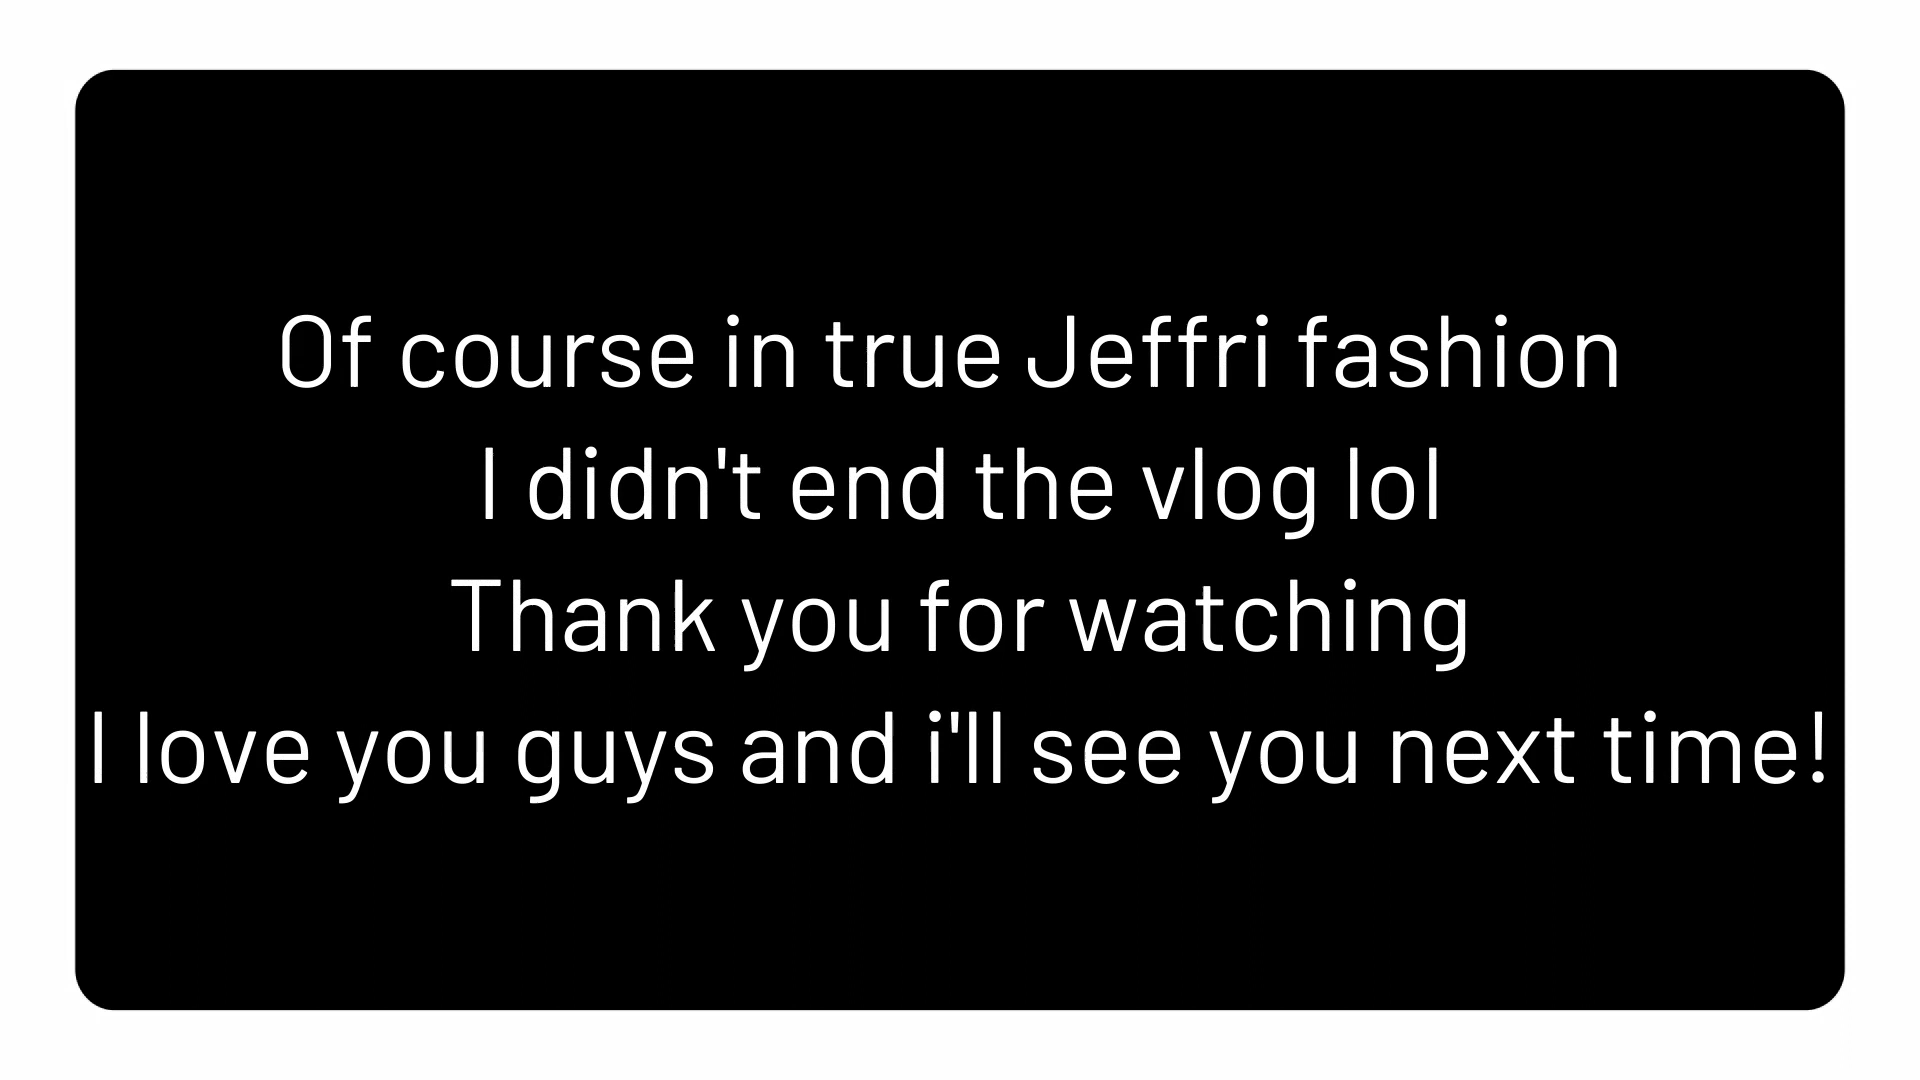 Of course in true Jeffri fashion
I didn't end the vlog lol
Thank you for watching
I love you guys and i'll see you next time!